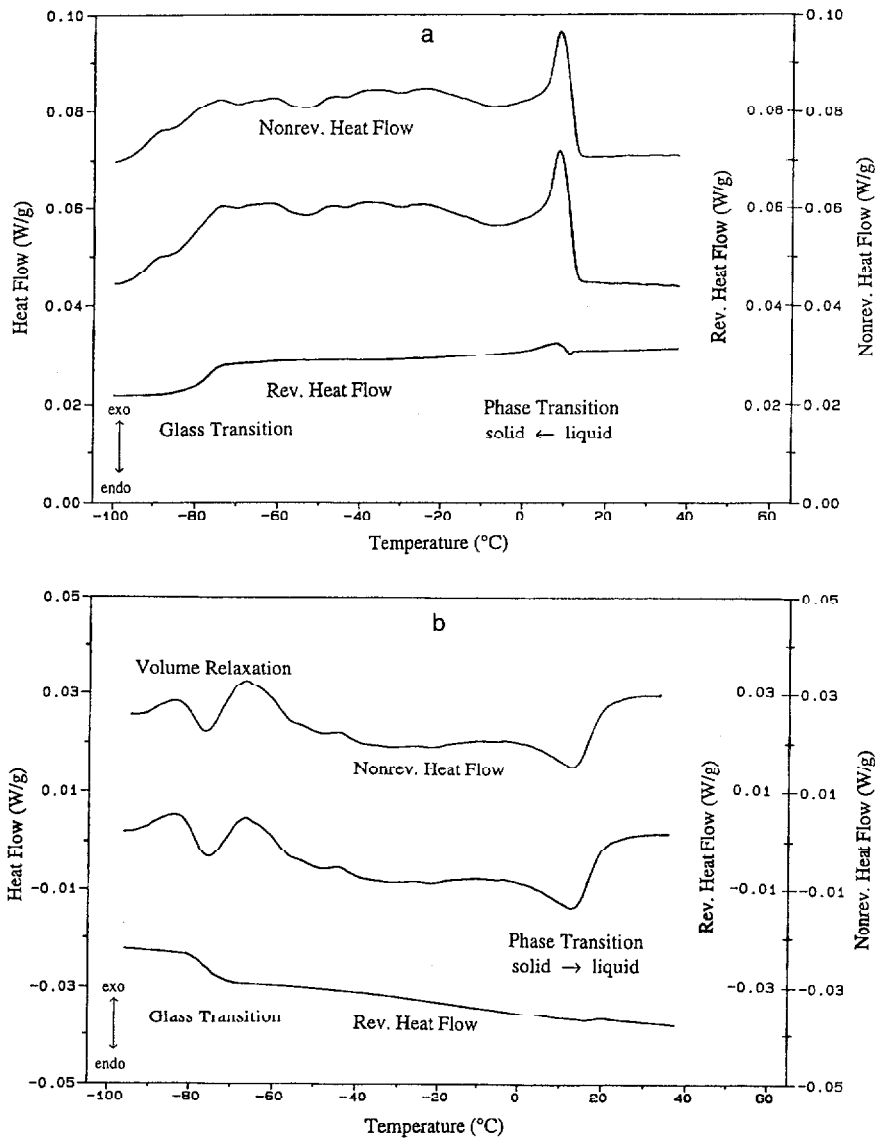 a
0.10
0.08
0.06
0.04
0.02
0.00
Heat Flow (W/g)
Nonrev. Heat Flow
Rev. Heat Flow
exo
endo
Glass Transition
Phase Transition
solid ← liquid
0.10
0.08
0.06
0.04
0.02
0.00
Rev. Heat Flow (W/g)
0.10
0.08
0.06
0.04
0.02
0.00
Nonrev. Heat Flow (W/g)
-100
-80
-60
-40
-20
0
20
40
60
Temperature (°C)
b
0.05
0.03
0.01
-0.01
-0.03
-0.05
Heat Flow (W/g)
Volume Relaxation
Nonrev. Heat Flow
Phase Transition
solid → liquid
exo
endo
Glass Transition
Rev. Heat Flow
0.03
0.01
-0.01
-0.03
Rev. Heat Flow (W/g)
0.05
0.03
0.01
-0.01
-0.03
-0.05
Nonrev. Heat Flow (W/g)
-100
-80
-60
-40
-20
0
20
40
60
Temperature (°C)